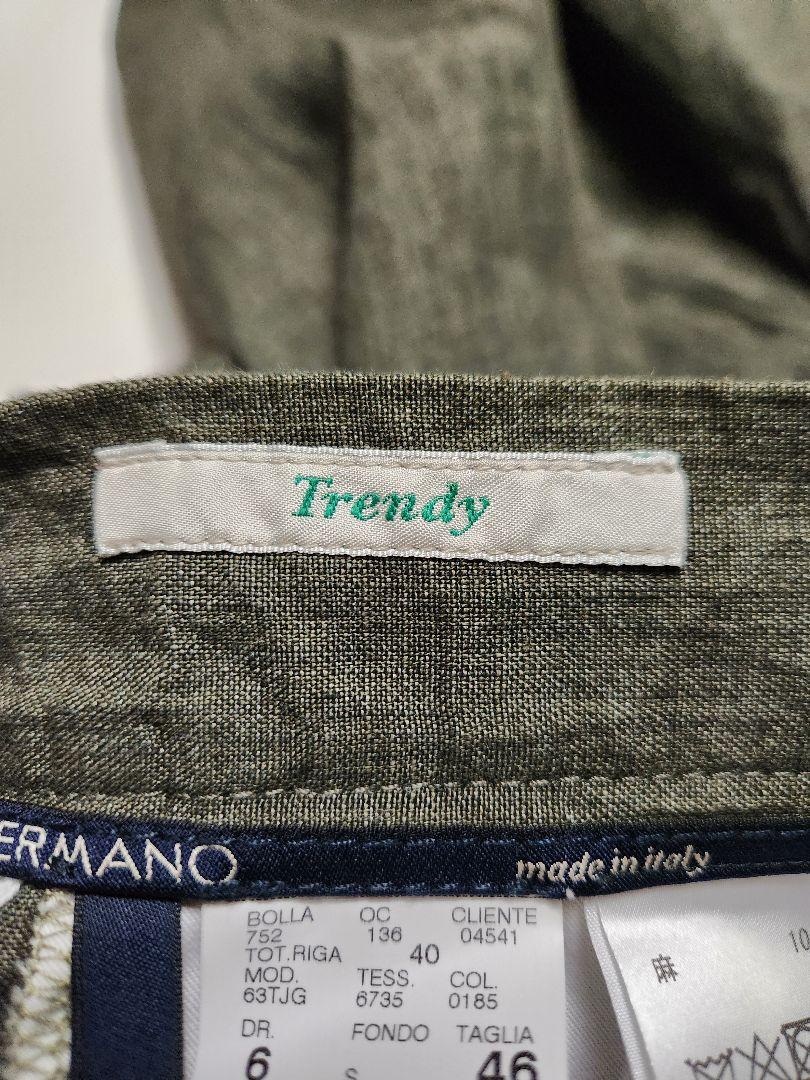 Trendy
ERMANO made in italy
BOLLA OC CLIENTE
752 136 04541
TOT.RIGA 40
MOD. TESS. COL.
63TJG 6735 0185
DR. FONDO TAGLIA
6 S 46
麻 10